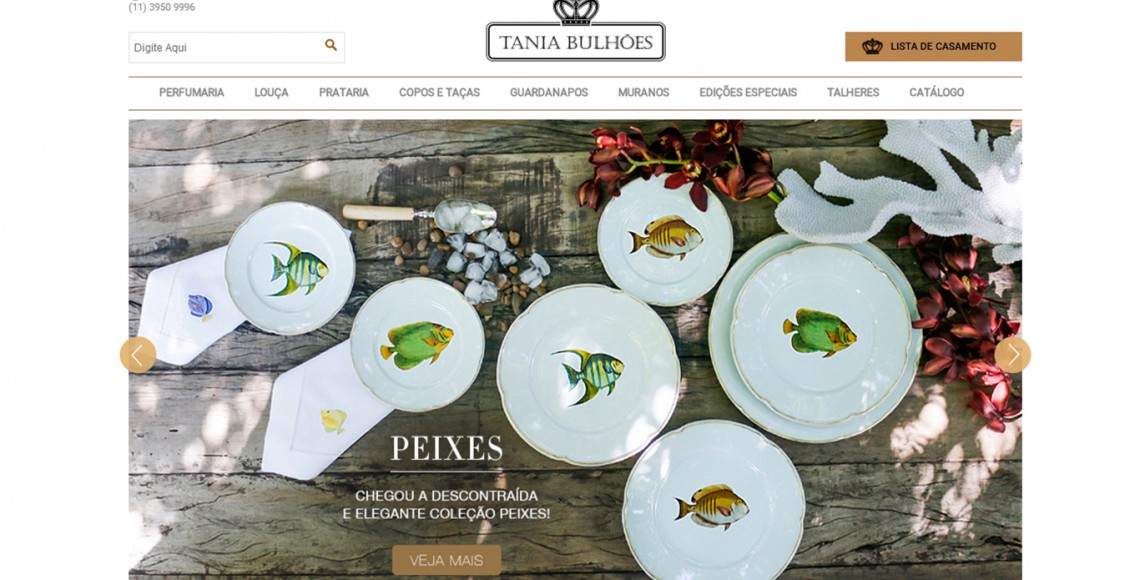 (11) 3950 9996
Digite Aqui
TANIA BULHÕES
LISTA DE CASAMENTO
PERFUMARIA LOUÇA PRATARIA COPOS E TAÇAS GUARDANAPOS MURANOS EDIÇÕES ESPECIAIS TALHERES CATÁLOGO
PEIXES
CHEGOU A DESCONTRAÍDA
E ELEGANTE COLEÇÃO PEIXES!
VEJA MAIS